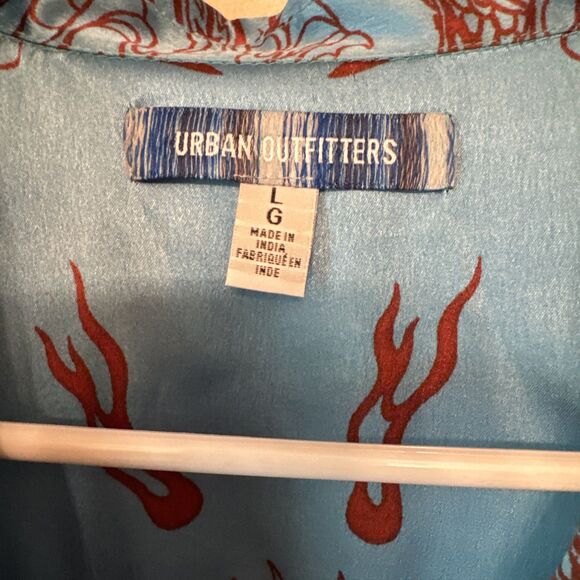 URBAN OUTFITTERS
L
G
MADE IN
INDIA
FABRIQUÉ EN
INDE